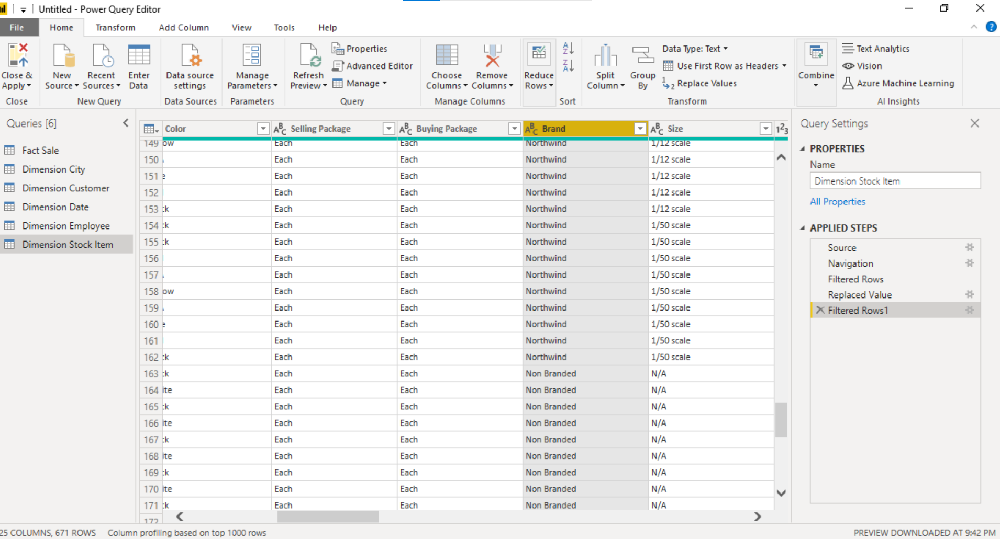 Untitled - Power Query Editor
File Home Transform Add Column View Tools Help
Close & Apply
New Source
Recent Sources
Enter Data
Data source settings
Manage Parameters
Refresh Preview
Properties
Advanced Editor
Manage
Choose Columns
Remove Columns
Reduce Rows
Split Column
Group By
Data Type: Text
Use First Row as Headers
Replace Values
Combine
Text Analytics
Vision
Azure Machine Learning
Close New Query Data Sources Parameters Query Manage Columns Sort Transform AI Insights
Queries [6]
Fact Sale
Dimension City
Dimension Customer
Dimension Date
Dimension Employee
Dimension Stock Item
Color ABC Selling Package ABC Buying Package ABC Brand ABC Size 123
149 ow Each Each Northwind 1/12 scale
150 Each Each Northwind 1/12 scale
151 e Each Each Northwind 1/12 scale
152 Each Each Northwind 1/12 scale
153 ck Each Each Northwind 1/12 scale
154 ck Each Each Northwind 1/50 scale
155 ck Each Each Northwind 1/50 scale
156 Each Each Northwind 1/50 scale
157 Each Each Northwind 1/50 scale
158 ow Each Each Northwind 1/50 scale
159 Each Each Northwind 1/50 scale
160 e Each Each Northwind 1/50 scale
161 Each Each Northwind 1/50 scale
162 ck Each Each Northwind 1/50 scale
163 ck Each Each Non Branded N/A
164 ite Each Each Non Branded N/A
165 ck Each Each Non Branded N/A
166 ite Each Each Non Branded N/A
167 ck Each Each Non Branded N/A
168 ite Each Each Non Branded N/A
169 ck Each Each Non Branded N/A
170 ite Each Each Non Branded N/A
171 ck Each Each Non Branded N/A
172
Query Settings
PROPERTIES
Name
Dimension Stock Item
All Properties
APPLIED STEPS
Source
Navigation
Filtered Rows
Replaced Value
Filtered Rows1
25 COLUMNS, 671 ROWS Column profiling based on top 1000 rows PREVIEW DOWNLOADED AT 9:42 PM